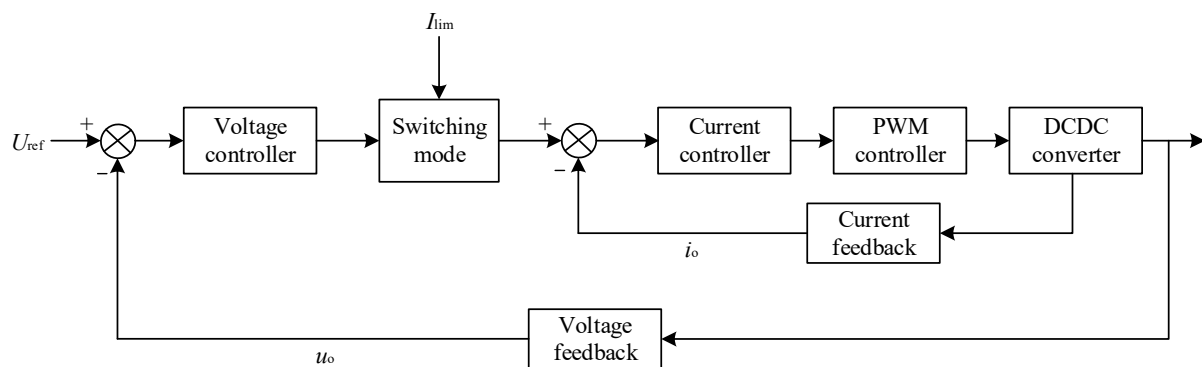 Ilim
+
Uref
−
Voltage
controller
Switching
mode
+
−
Current
controller
PWM
controller
DCDC
converter
Current
feedback
io
Voltage
feedback
uo